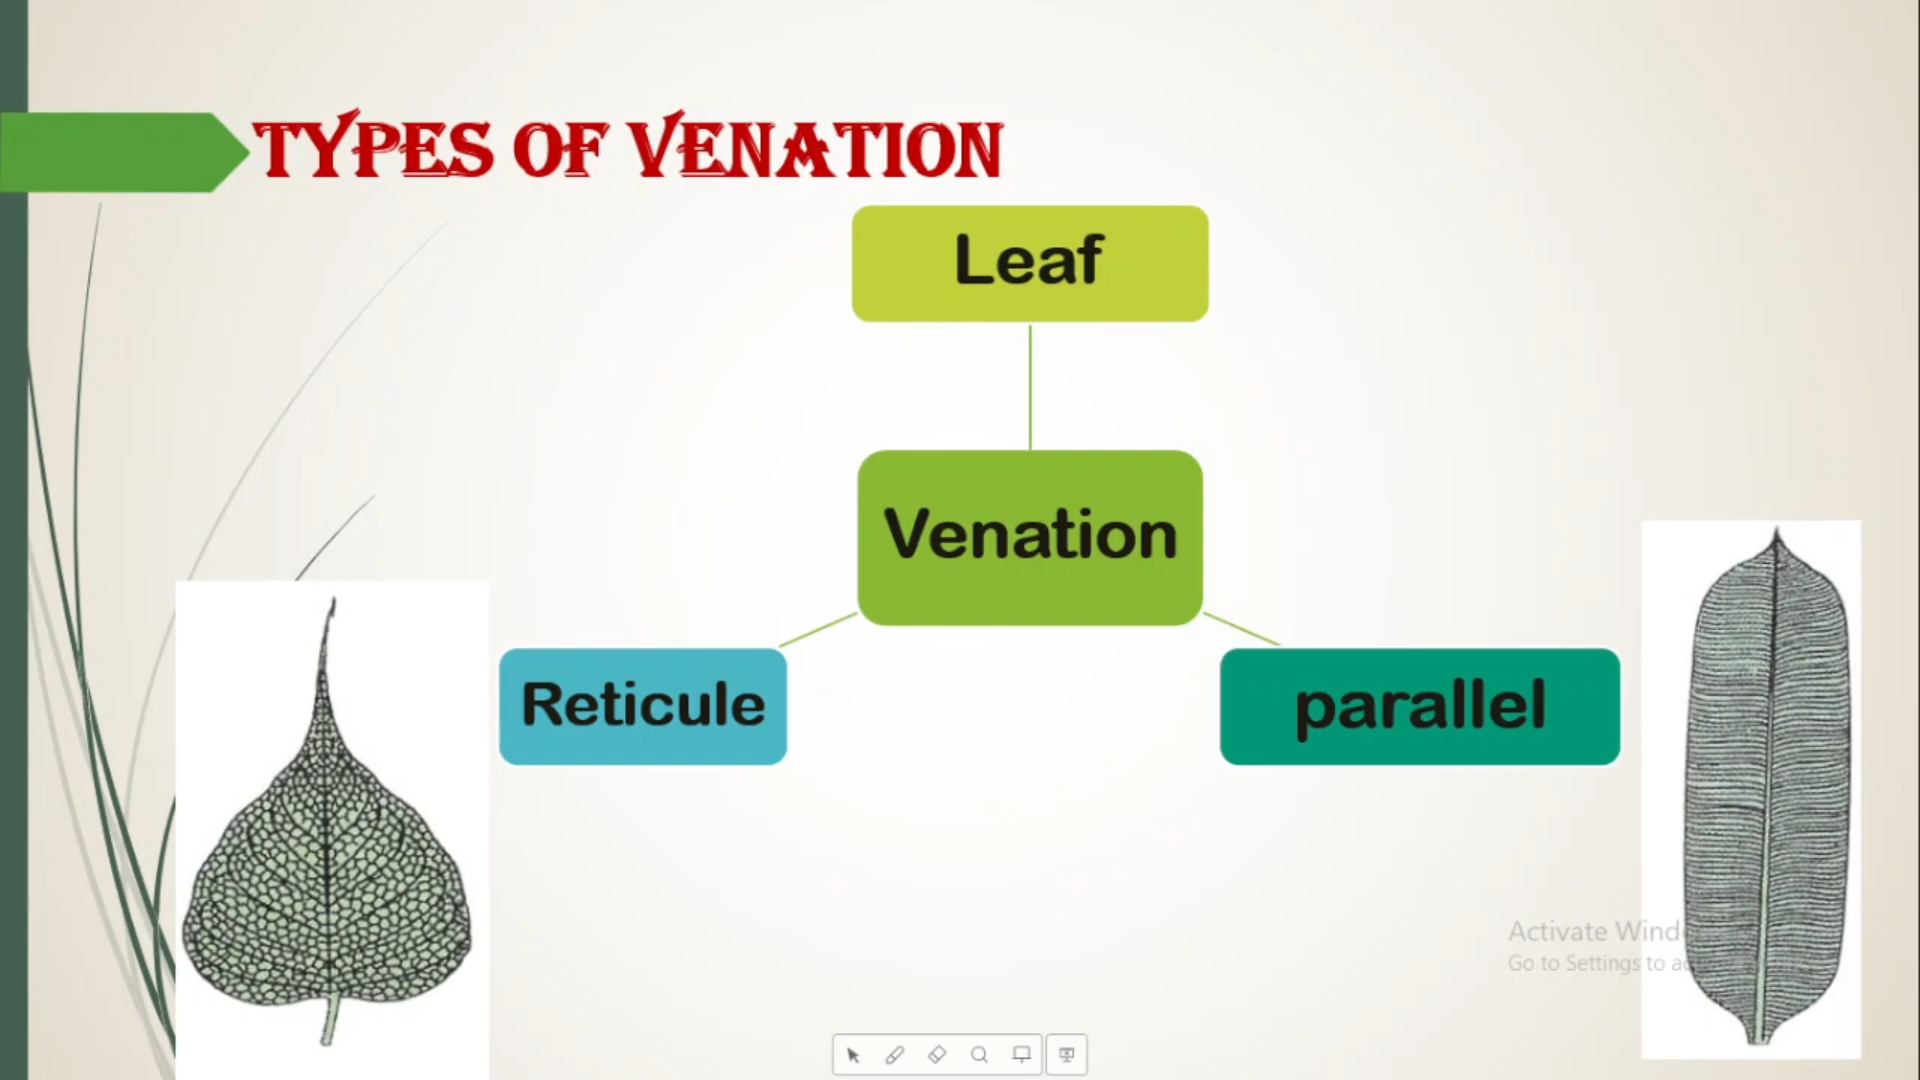 TYPES OF VENATION
Leaf
Venation
Reticule
parallel
Activate Wind
Go to Settings to